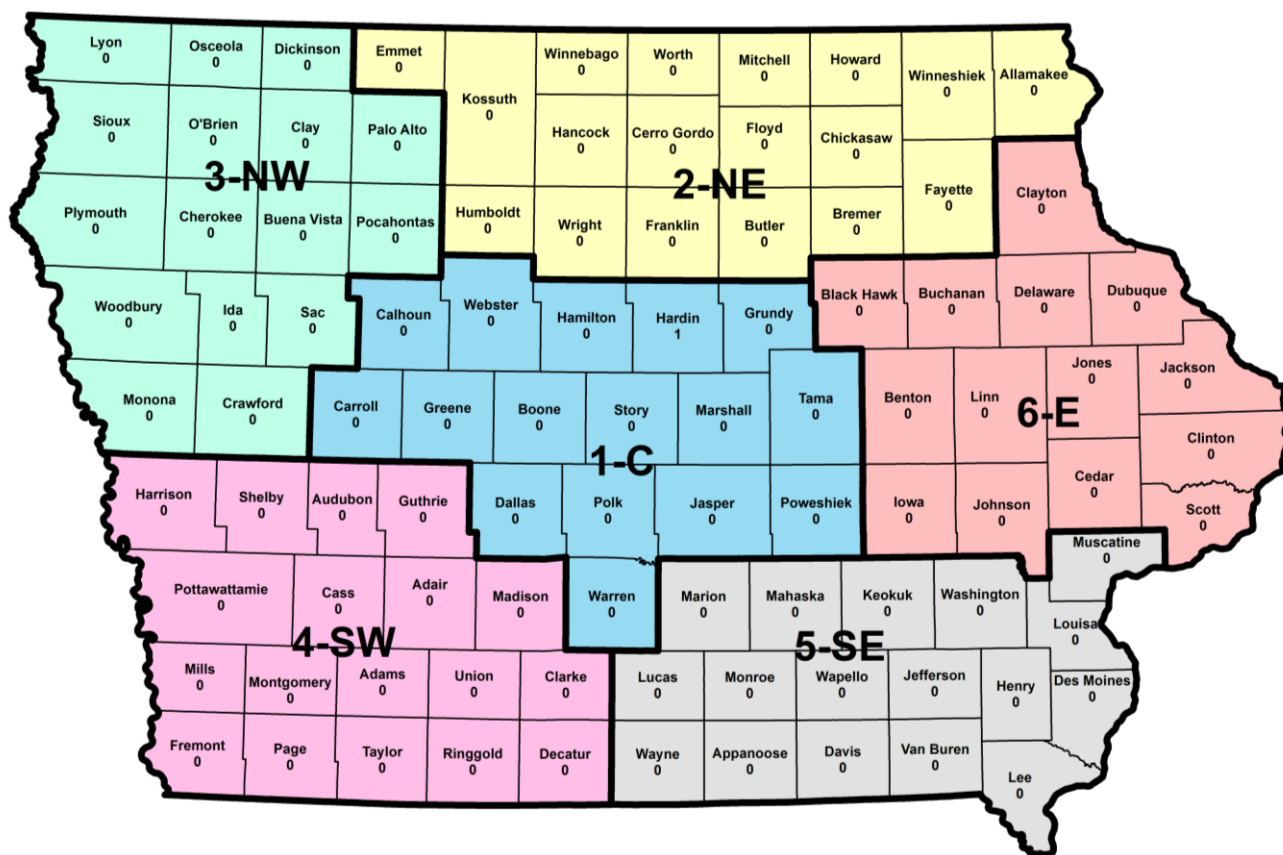 Lyon
0
Osceola
0
Dickinson
0
Emmet
0
Kossuth
0
Winnebago
0
Worth
0
Mitchell
0
Howard
0
Winneshiek
0
Allamakee
0
Sioux
0
O'Brien
0
Clay
0
Palo Alto
0
Hancock
0
Cerro Gordo
0
Floyd
0
Chickasaw
0
3-NW
2-NE
Plymouth
0
Cherokee
0
Buena Vista
0
Pocahontas
0
Humboldt
0
Wright
0
Franklin
0
Butler
0
Bremer
0
Fayette
0
Clayton
0
Woodbury
0
Ida
0
Sac
0
Calhoun
0
Webster
0
Hamilton
0
Hardin
1
Grundy
0
Black Hawk
0
Buchanan
0
Delaware
0
Dubuque
0
Monona
0
Crawford
0
Carroll
0
Greene
0
Boone
0
Story
0
Marshall
0
Tama
0
Benton
0
Linn
0
Jones
0
Jackson
0
6-E
1-C
Clinton
0
Harrison
0
Shelby
0
Audubon
0
Guthrie
0
Dallas
0
Polk
0
Jasper
0
Poweshiek
0
Iowa
0
Johnson
0
Cedar
0
Scott
0
Muscatine
0
Pottawattamie
0
Cass
0
Adair
0
Madison
0
Warren
0
Marion
0
Mahaska
0
Keokuk
0
Washington
0
Louisa
0
4-SW
5-SE
Mills
0
Montgomery
0
Adams
0
Union
0
Clarke
0
Lucas
0
Monroe
0
Wapello
0
Jefferson
0
Henry
0
Des Moines
0
Fremont
0
Page
0
Taylor
0
Ringgold
0
Decatur
0
Wayne
0
Appanoose
0
Davis
0
Van Buren
0
Lee
0